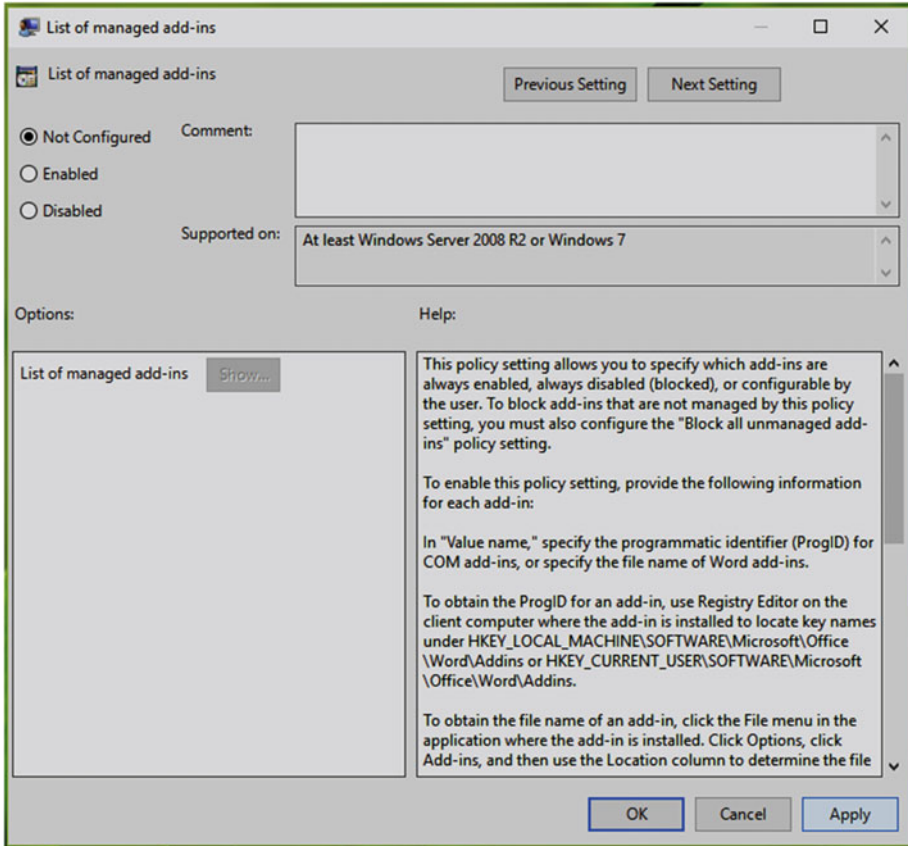 List of managed add-ins
List of managed add-ins
Previous Setting
Next Setting
Not Configured
Enabled
Disabled
Comment:
Supported on:
At least Windows Server 2008 R2 or Windows 7
Options:
Help:
List of managed add-ins
Show...
This policy setting allows you to specify which add-ins are
always enabled, always disabled (blocked), or configurable by
the user. To block add-ins that are not managed by this policy
setting, you must also configure the "Block all unmanaged add-
ins" policy setting.
To enable this policy setting, provide the following information
for each add-in:
In "Value name," specify the programmatic identifier (ProgID) for
COM add-ins, or specify the file name of Word add-ins.
To obtain the ProgID for an add-in, use Registry Editor on the
client computer where the add-in is installed to locate key names
under HKEY_LOCAL_MACHINE\SOFTWARE\Microsoft\Office
\Word\Addins or HKEY_CURRENT_USER\SOFTWARE\Microsoft
\Office\Word\Addins.
To obtain the file name of an add-in, click the File menu in the
application where the add-in is installed. Click Options, click
Add-ins, and then use the Location column to determine the file
OK
Cancel
Apply